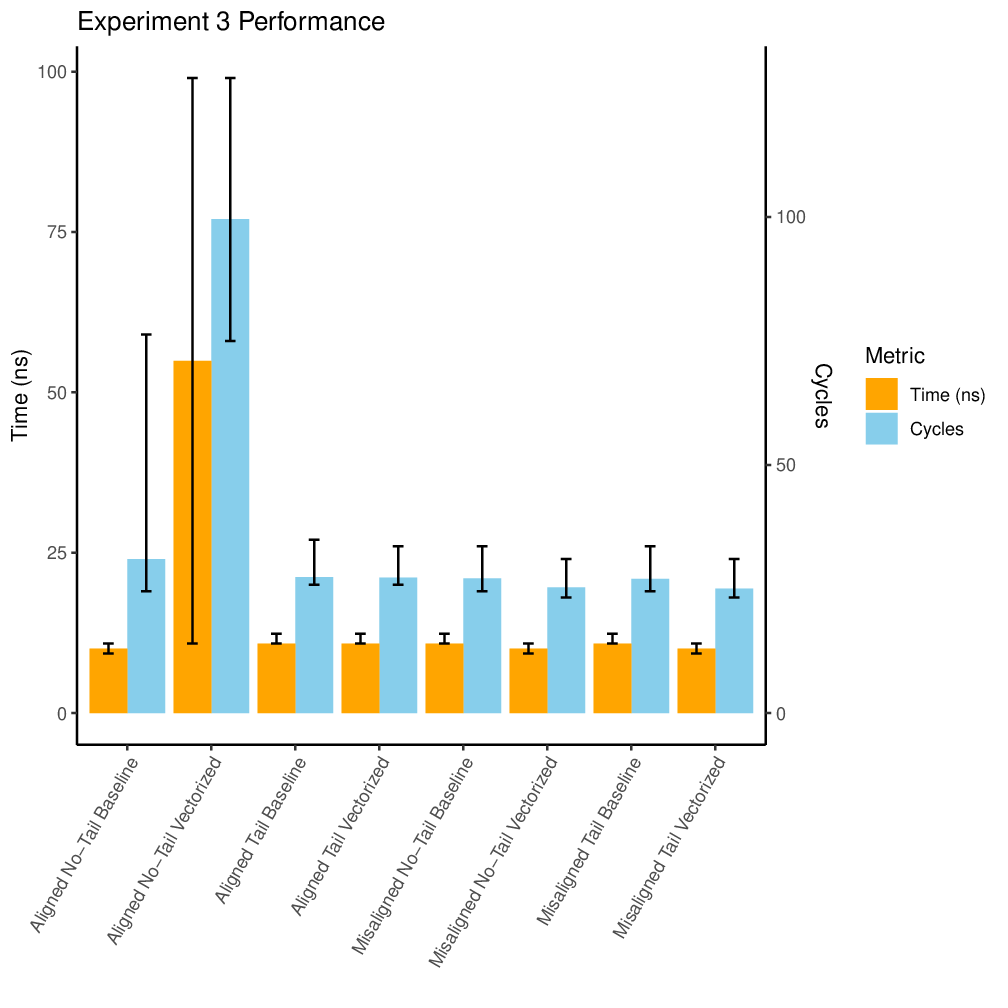 Experiment 3 Performance
100
75
50
25
0
Time (ns)
100
50
0
Cycles
Metric
Time (ns)
Cycles
Aligned No−Tail Baseline
Aligned No−Tail Vectorized
Aligned Tail Baseline
Aligned Tail Vectorized
Misaligned No−Tail Baseline
Misaligned No−Tail Vectorized
Misaligned Tail Baseline
Misaligned Tail Vectorized